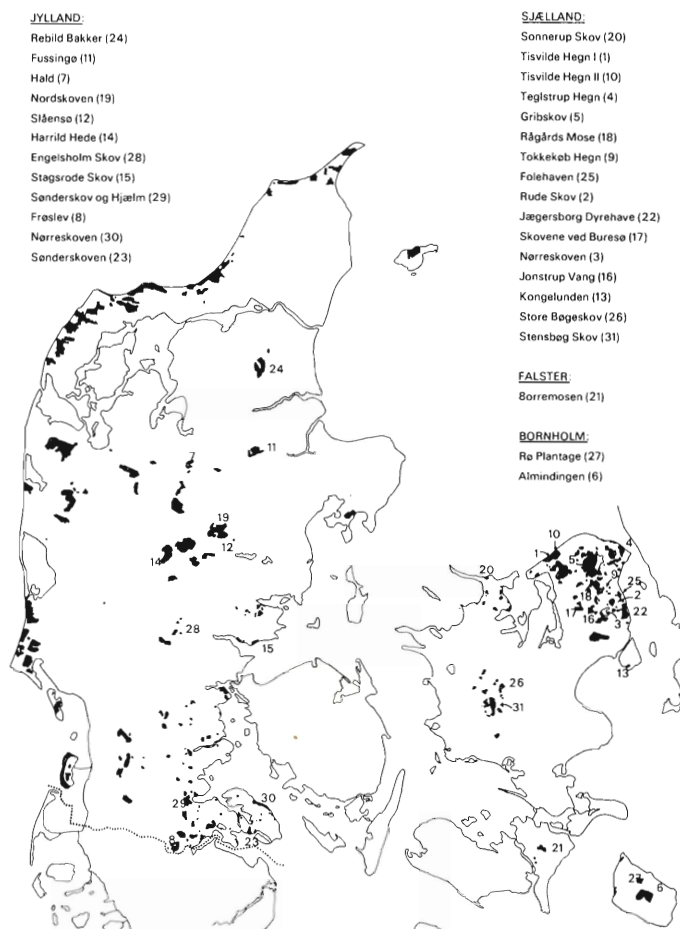 JYLLAND:
Rebild Bakker (24)
Fussingø (11)
Hald (7)
Nordskoven (19)
Slåensø (12)
Harrild Hede (14)
Engelsholm Skov (28)
Stagsrode Skov (15)
Sønderskov og Hjælm (29)
Frøslev (8)
Nørreskoven (30)
Sønderskoven (23)
SJÆLLAND:
Sonnerup Skov (20)
Tisvilde Hegn I (1)
Tisvilde Hegn II (10)
Teglstrup Hegn (4)
Gribskov (5)
Rågårds Mose (18)
Tokkekøb Hegn (9)
Folehaven (25)
Rude Skov (2)
Jægersborg Dyrehave (22)
Skovene ved Buresø (17)
Nørreskoven (3)
Jonstrup Vang (16)
Kongelunden (13)
Store Bøgeskov (26)
Stensbøg Skov (31)
FALSTER:
Borremosen (21)
BORNHOLM:
Rø Plantage (27)
Almindingen (6)
24
11
7
19
12
14
28
15
29
30
8
23
10
1
4
5
9
20
25
18
2
17
16
22
3
13
26
31
21
27
6